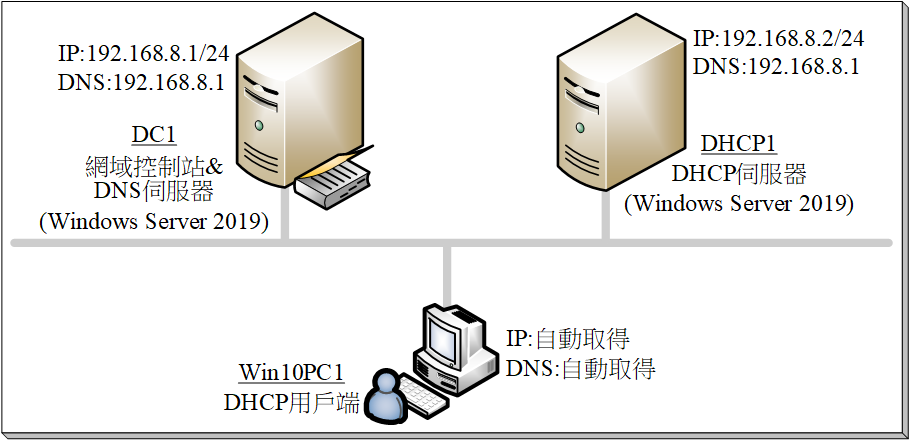 IP:192.168.8.1/24
DNS:192.168.8.1
DC1
網域控制站&
DNS伺服器
(Windows Server 2019)
IP:192.168.8.2/24
DNS:192.168.8.1
DHCP1
DHCP伺服器
(Windows Server 2019)
Win10PC1
DHCP用戶端
IP:自動取得
DNS:自動取得